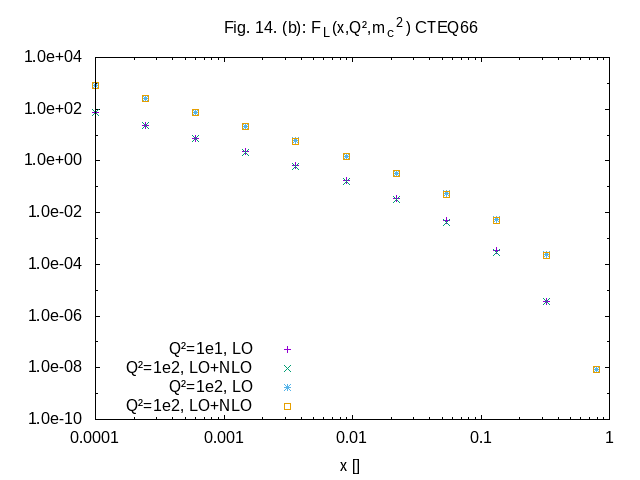 Fig. 14. (b): F_L(x,Q²,m_c²) CTEQ66
1.0e+04
1.0e+02
1.0e+00
1.0e-02
1.0e-04
1.0e-06
1.0e-08
1.0e-10
Q²=1e1, LO
Q²=1e2, LO+NLO
Q²=1e2, LO
Q²=1e2, LO+NLO
0.0001 0.001 0.01 0.1 1
x []